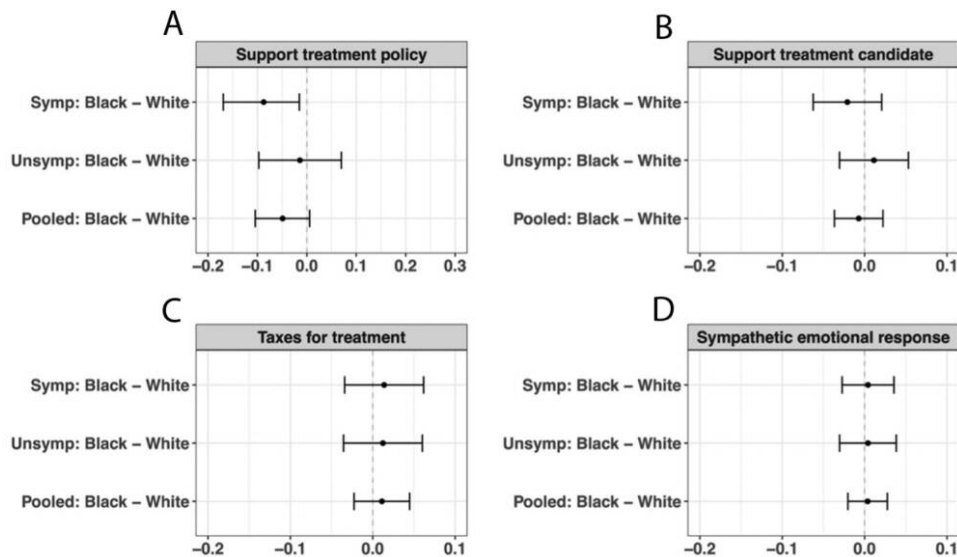 A
Support treatment policy
Symp: Black – White
Unsymp: Black – White
Pooled: Black – White
−0.2 −0.1 0.0 0.1 0.2 0.3
B
Support treatment candidate
Symp: Black – White
Unsymp: Black – White
Pooled: Black – White
−0.2 −0.1 0.0 0.1
C
Taxes for treatment
Symp: Black – White
Unsymp: Black – White
Pooled: Black – White
−0.2 −0.1 0.0 0.1
D
Sympathetic emotional response
Symp: Black – White
Unsymp: Black – White
Pooled: Black – White
−0.2 −0.1 0.0 0.1